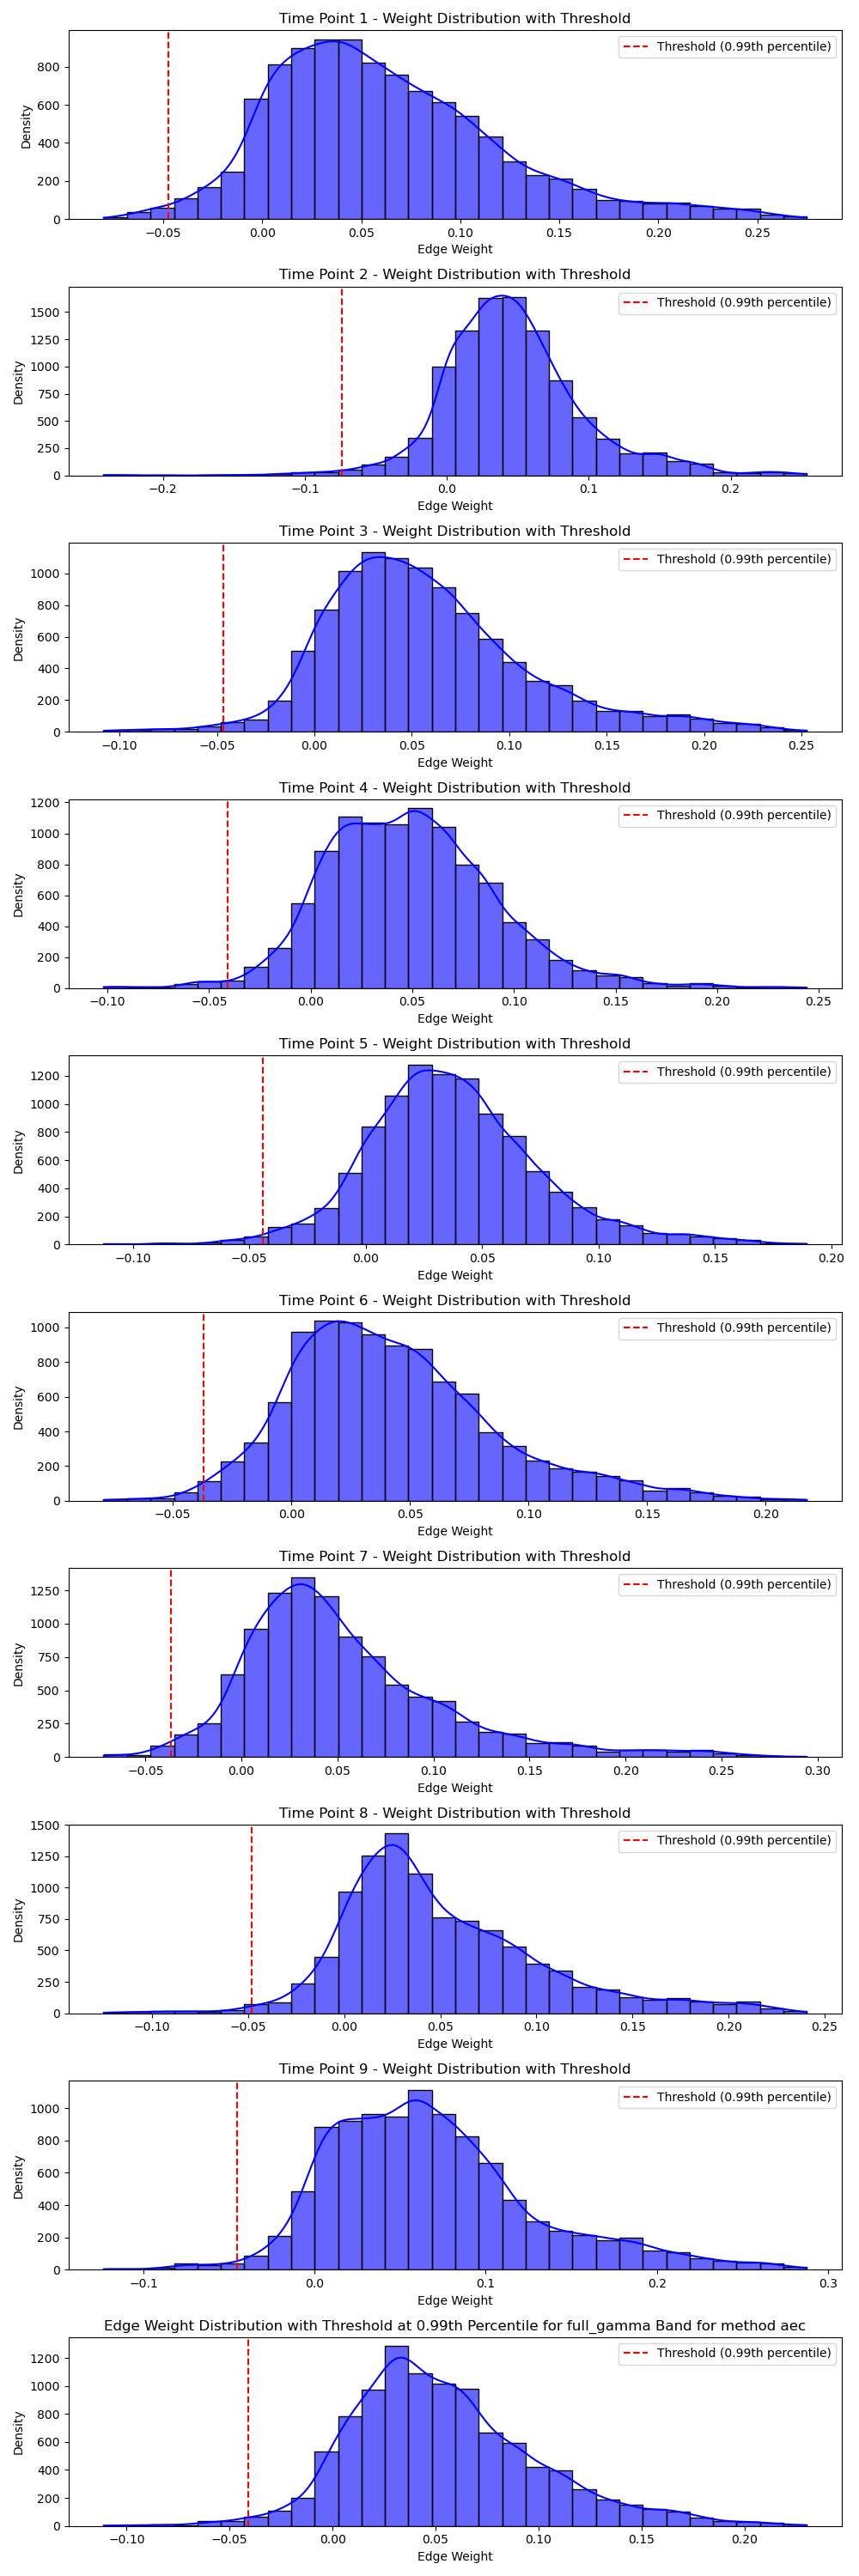 Time Point 1 - Weight Distribution with Threshold
Threshold (0.99th percentile)
Density
800
600
400
200
0
−0.05 0.00 0.05 0.10 0.15 0.20 0.25
Edge Weight
Time Point 2 - Weight Distribution with Threshold
Threshold (0.99th percentile)
Density
1500
1250
1000
750
500
250
0
−0.2 −0.1 0.0 0.1 0.2
Edge Weight
Time Point 3 - Weight Distribution with Threshold
Threshold (0.99th percentile)
Density
1000
800
600
400
200
0
−0.10 −0.05 0.00 0.05 0.10 0.15 0.20 0.25
Edge Weight
Time Point 4 - Weight Distribution with Threshold
Threshold (0.99th percentile)
Density
1200
1000
800
600
400
200
0
−0.10 −0.05 0.00 0.05 0.10 0.15 0.20 0.25
Edge Weight
Time Point 5 - Weight Distribution with Threshold
Threshold (0.99th percentile)
Density
1200
1000
800
600
400
200
0
−0.10 −0.05 0.00 0.05 0.10 0.15 0.20
Edge Weight
Time Point 6 - Weight Distribution with Threshold
Threshold (0.99th percentile)
Density
1000
800
600
400
200
0
−0.05 0.00 0.05 0.10 0.15 0.20
Edge Weight
Time Point 7 - Weight Distribution with Threshold
Threshold (0.99th percentile)
Density
1250
1000
750
500
250
0
−0.05 0.00 0.05 0.10 0.15 0.20 0.25 0.30
Edge Weight
Time Point 8 - Weight Distribution with Threshold
Threshold (0.99th percentile)
Density
1500
1250
1000
750
500
250
0
−0.10 −0.05 0.00 0.05 0.10 0.15 0.20 0.25
Edge Weight
Time Point 9 - Weight Distribution with Threshold
Threshold (0.99th percentile)
Density
1000
800
600
400
200
0
−0.1 0.0 0.1 0.2 0.3
Edge Weight
Edge Weight Distribution with Threshold at 0.99th Percentile for full_gamma Band for method aec
Threshold (0.99th percentile)
Density
1200
1000
800
600
400
200
0
−0.10 −0.05 0.00 0.05 0.10 0.15 0.20
Edge Weight